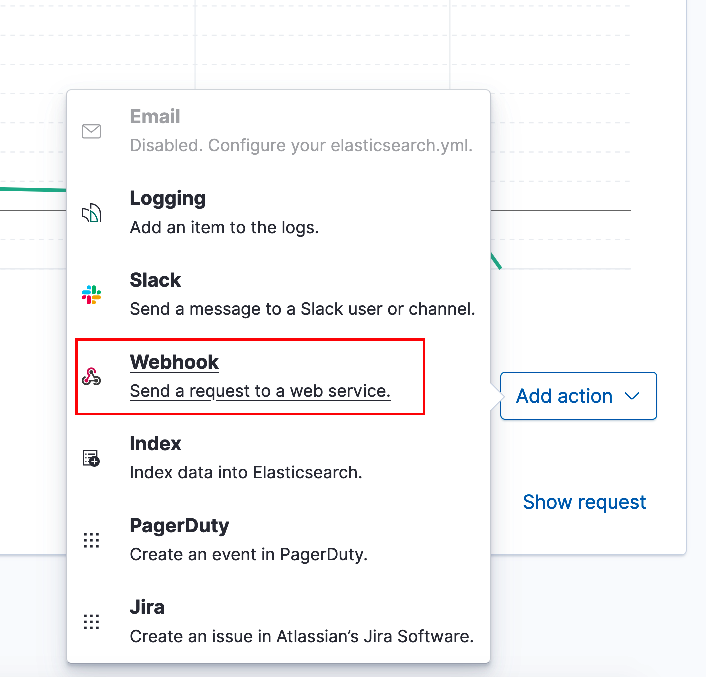 Email
Disabled. Configure your elasticsearch.yml.
Logging
Add an item to the logs.
Slack
Send a message to a Slack user or channel.
Webhook
Send a request to a web service.
Add action
Index
Index data into Elasticsearch.
Show request
PagerDuty
Create an event in PagerDuty.
Jira
Create an issue in Atlassian’s Jira Software.